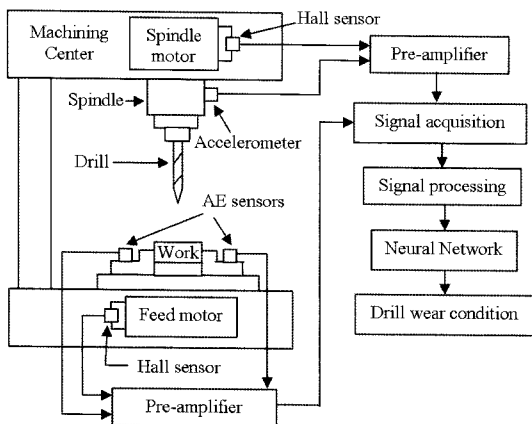 Hall sensor
Machining
Center
Spindle
motor
Pre-amplifier
Spindle
Accelerometer
Signal acquisition
Drill
Signal processing
AE sensors
Work
Neural Network
Feed motor
Drill wear condition
Hall sensor
Pre-amplifier